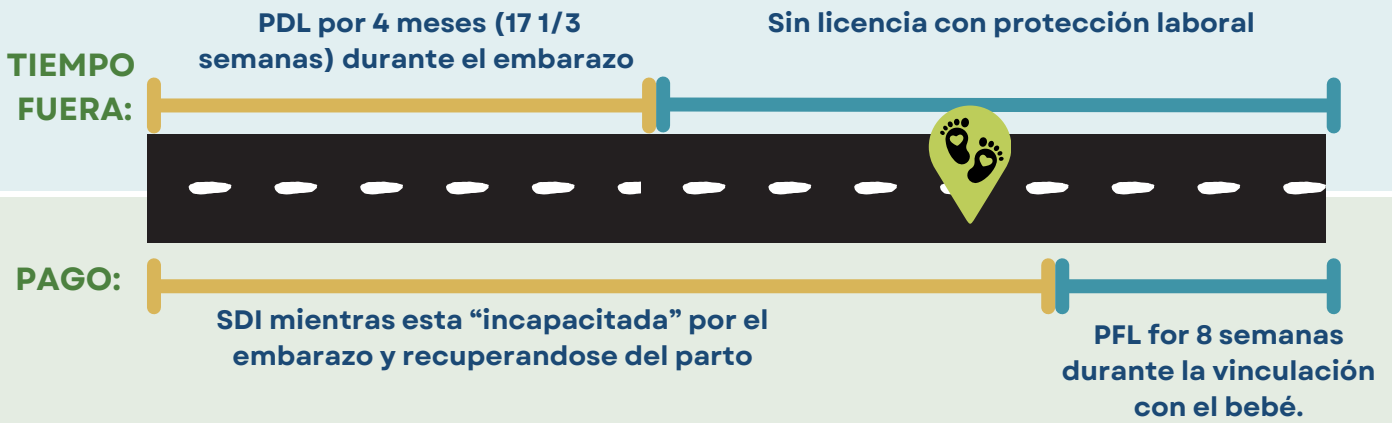 PDL por 4 meses (17 1/3
semanas) durante el embarazo
Sin licencia con protección laboral
TIEMPO
FUERA:
PAGO:
SDI mientras esta “incapacitada” por el
embarazo y recuperandose del parto
PFL for 8 semanas
durante la vinculación
con el bebé.